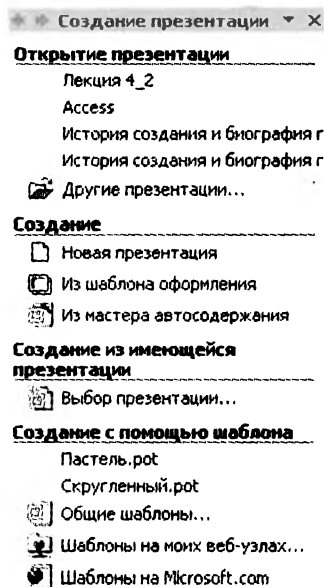 Создание презентации
Открытие презентации
Лекция 4_2
Access
История создания и биография г
История создания и биография г
Другие презентации...
Создание
Новая презентация
Из шаблона оформления
Из мастера автосодержания
Создание из имеющейся
презентации
Выбор презентации...
Создание с помощью шаблона
Пастель.pot
Скругленный.pot
Общие шаблоны...
Шаблоны на моих веб-узлах...
Шаблоны на Microsoft.com